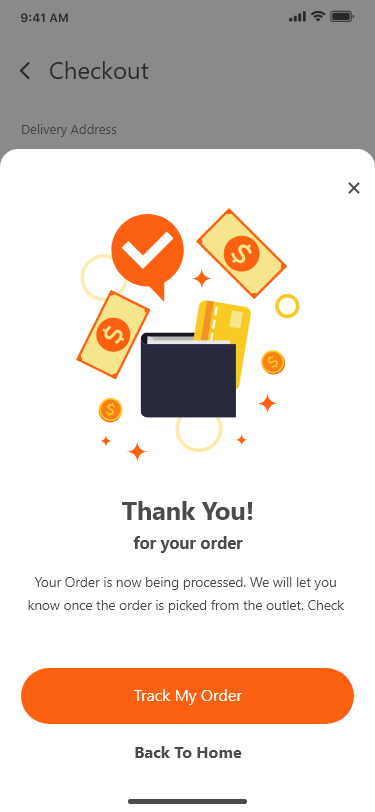 9:41 AM
Checkout
Delivery Address
$
$
$
$
Thank You!
for your order
Your Order is now being processed. We will let you
know once the order is picked from the outlet. Check
Track My Order
Back To Home